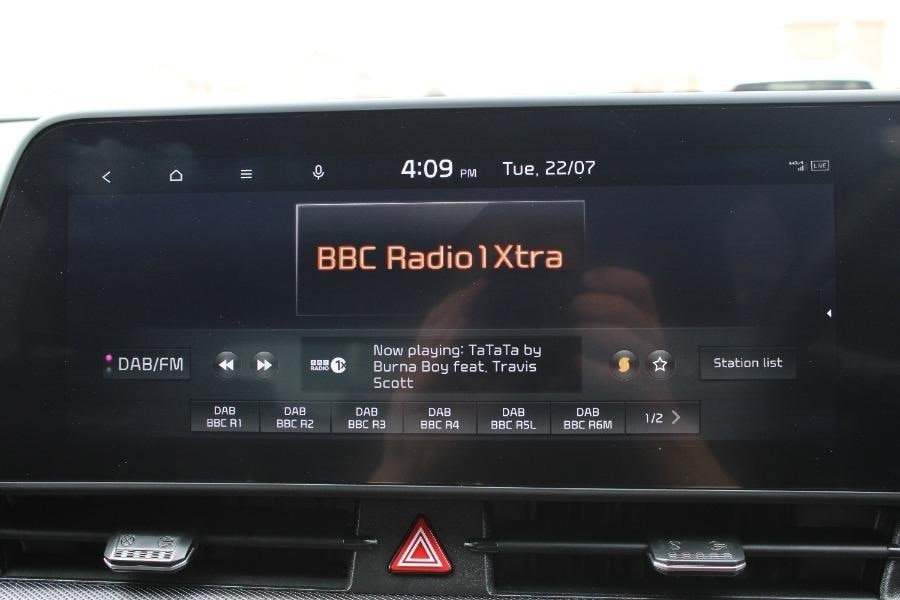 4:09 PM Tue, 22/07
LIVE
BBC Radio 1Xtra
DAB/FM
BBC
RADIO 1X
Now playing: TaTaTa by
Burna Boy feat. Travis
Scott
Station list
DAB
BBC R1
DAB
BBC R2
DAB
BBC R3
DAB
BBC R4
DAB
BBC R5L
DAB
BBC R6M
1/2